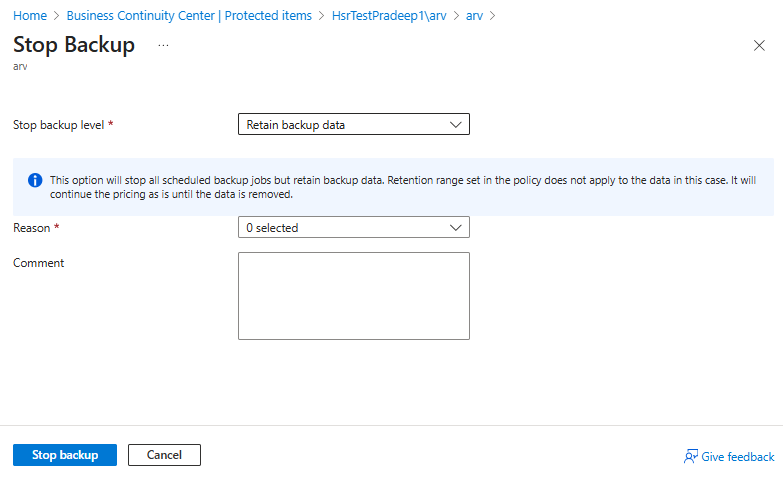 Home > Business Continuity Center | Protected items > HsrTestPradeep1\arv > arv >
Stop Backup ...
arv
Stop backup level *
Retain backup data
This option will stop all scheduled backup jobs but retain backup data. Retention range set in the policy does not apply to the data in this case. It will
continue the pricing as is until the data is removed.
Reason *
0 selected
Comment
Stop backup
Cancel
Give feedback